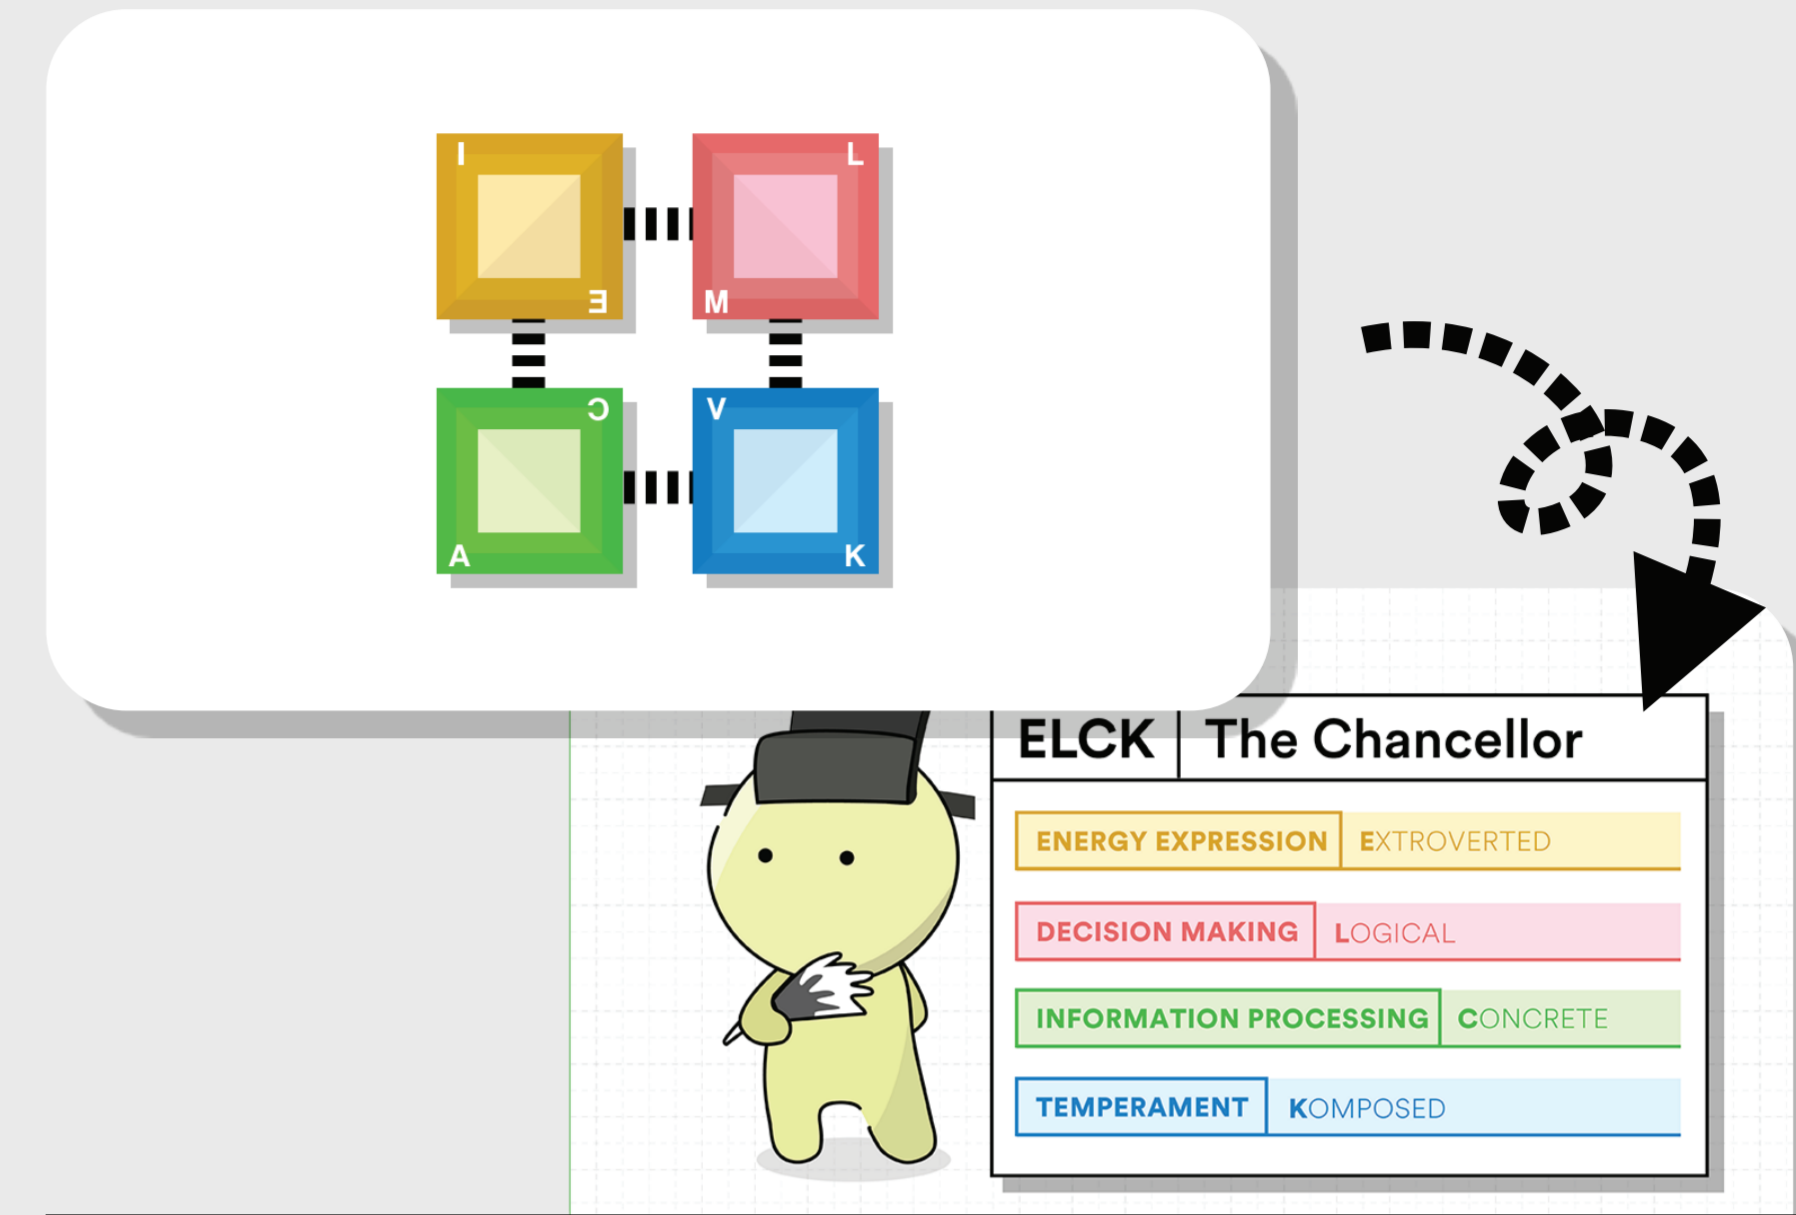 I
L
E
M
C
V
A
K
ELCK
The Chancellor
ENERGY EXPRESSION
EXTROVERTED
DECISION MAKING
LOGICAL
INFORMATION PROCESSING
CONCRETE
TEMPERAMENT
KOMPOSED